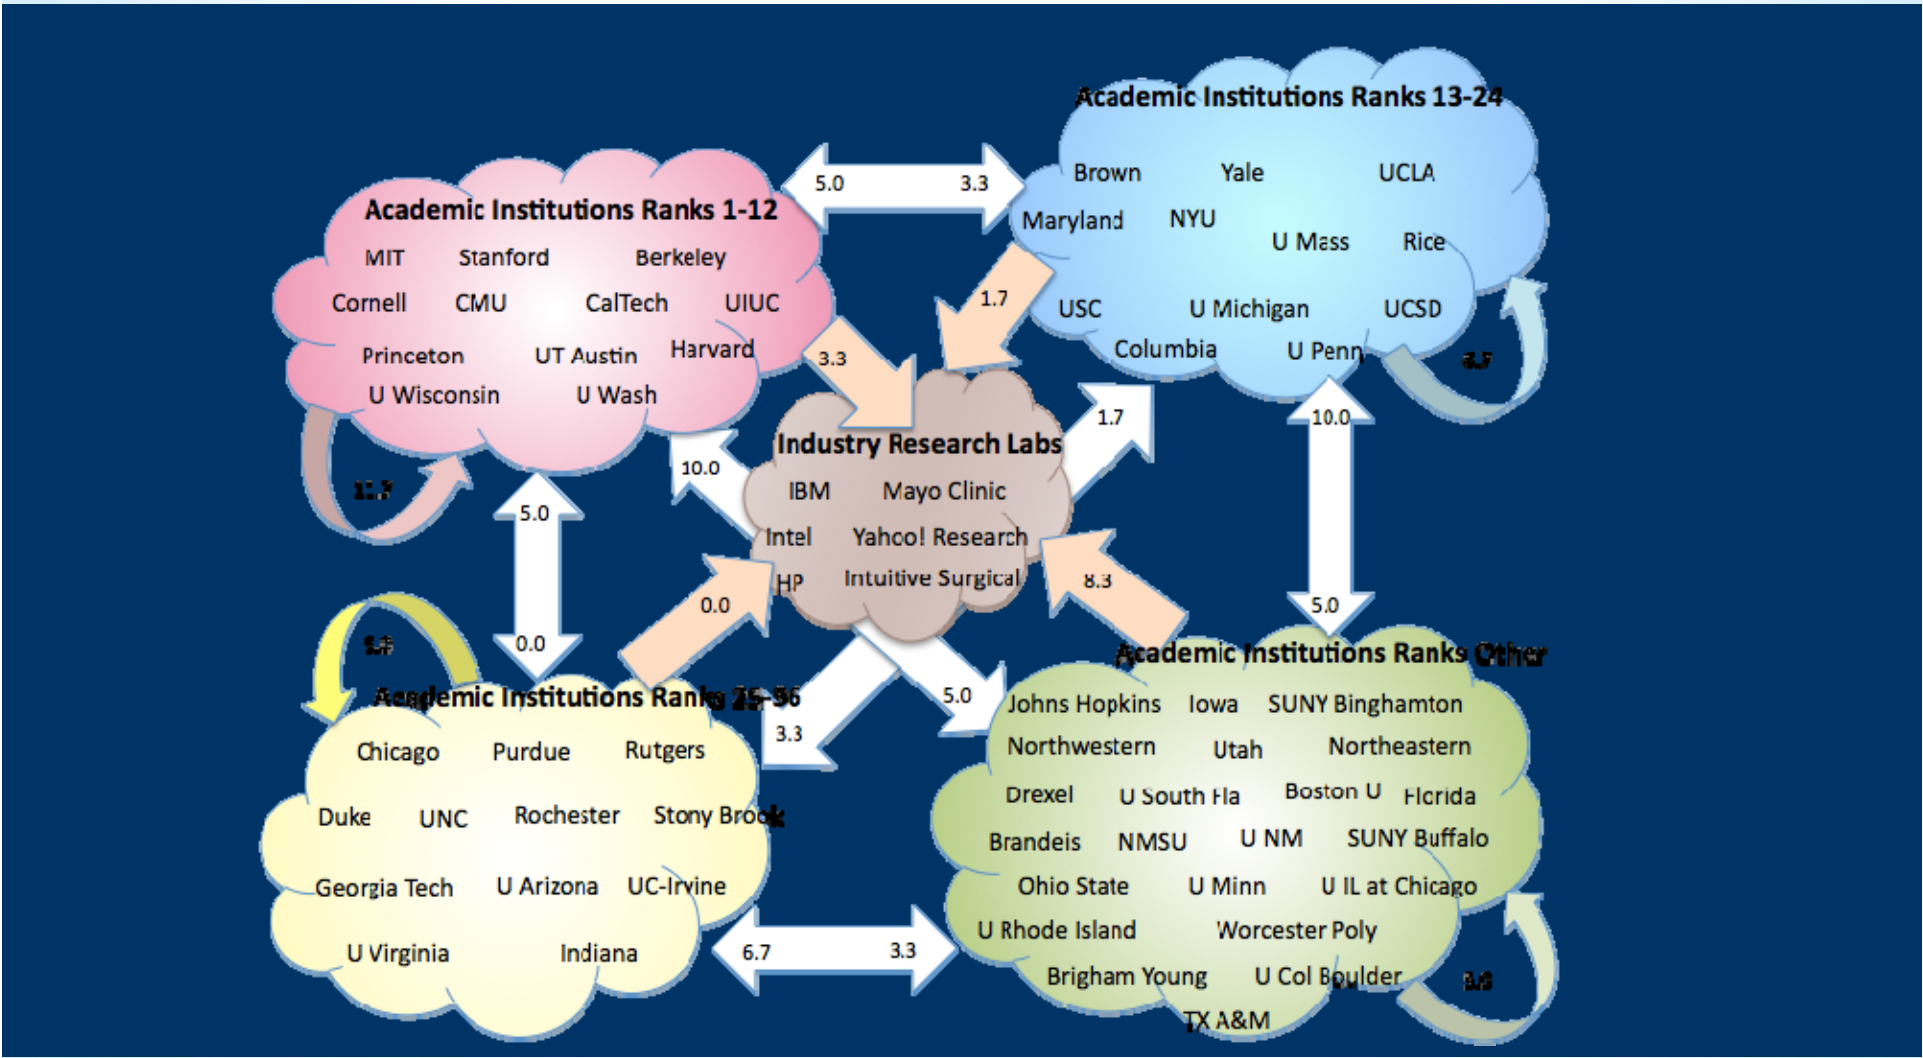 Academic Institutions Ranks 13-24
Brown Yale UCLA
Maryland NYU
U Mass Rice
USC U Michigan UCSD
Columbia U Penn
5.0 3.3
Academic Institutions Ranks 1-12
MIT Stanford Berkeley
Cornell CMU CalTech UIUC
Princeton UT Austin Harvard
U Wisconsin U Wash
1.7
3.3
10.0
1.7
10.0
5.0
Industry Research Labs
IBM Mayo Clinic
Intel Yahoo! Research
HP Intuitive Surgical
5.0
0.0
0.0
8.3
5.0
3.3
Academic Institutions Ranks
Chicago Purdue Rutgers
Duke UNC Rochester Stony Brook
Georgia Tech U Arizona UC-Irvine
U Virginia Indiana
6.7 3.3
Academic Institutions Ranks Other
Johns Hopkins Iowa SUNY Binghamton
Northwestern Utah Northeastern
Drexel U South Fla Boston U Florida
Brandeis NMSU U NM SUNY Buffalo
Ohio State U Minn U IL at Chicago
U Rhode Island Worcester Poly
Brigham Young U Col Boulder
TX A&M